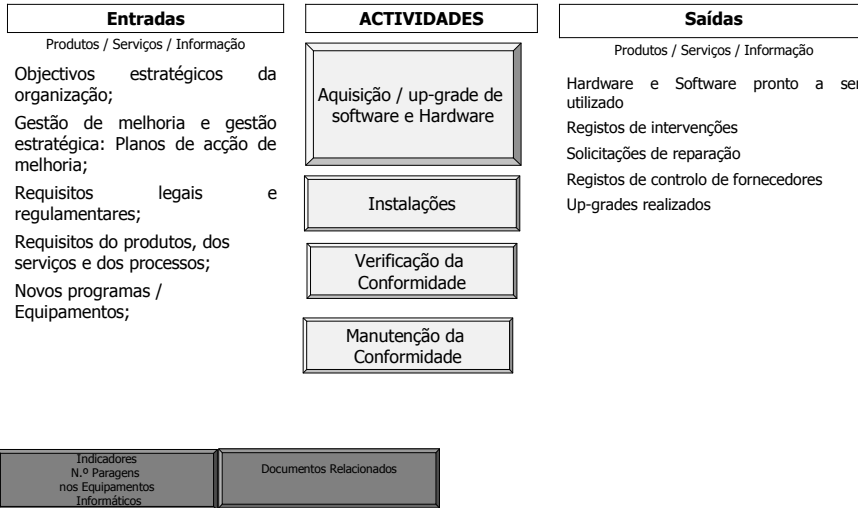 Entradas
Produtos / Serviços / Informação
Objectivos estratégicos da
organização;
Gestão de melhoria e gestão
estratégica: Planos de acção de
melhoria;
Requisitos legais e
regulamentares;
Requisitos do produtos, dos
serviços e dos processos;
Novos programas /
Equipamentos;
ACTIVIDADES
Aquisição / up-grade de
software e Hardware
Instalações
Verificação da
Conformidade
Manutenção da
Conformidade
Saídas
Produtos / Serviços / Informação
Hardware e Software pronto a ser
utilizado
Registos de intervenções
Solicitações de reparação
Registos de controlo de fornecedores
Up-grades realizados
Indicadores
N.º Paragens
nos Equipamentos
Informáticos
Documentos Relacionados